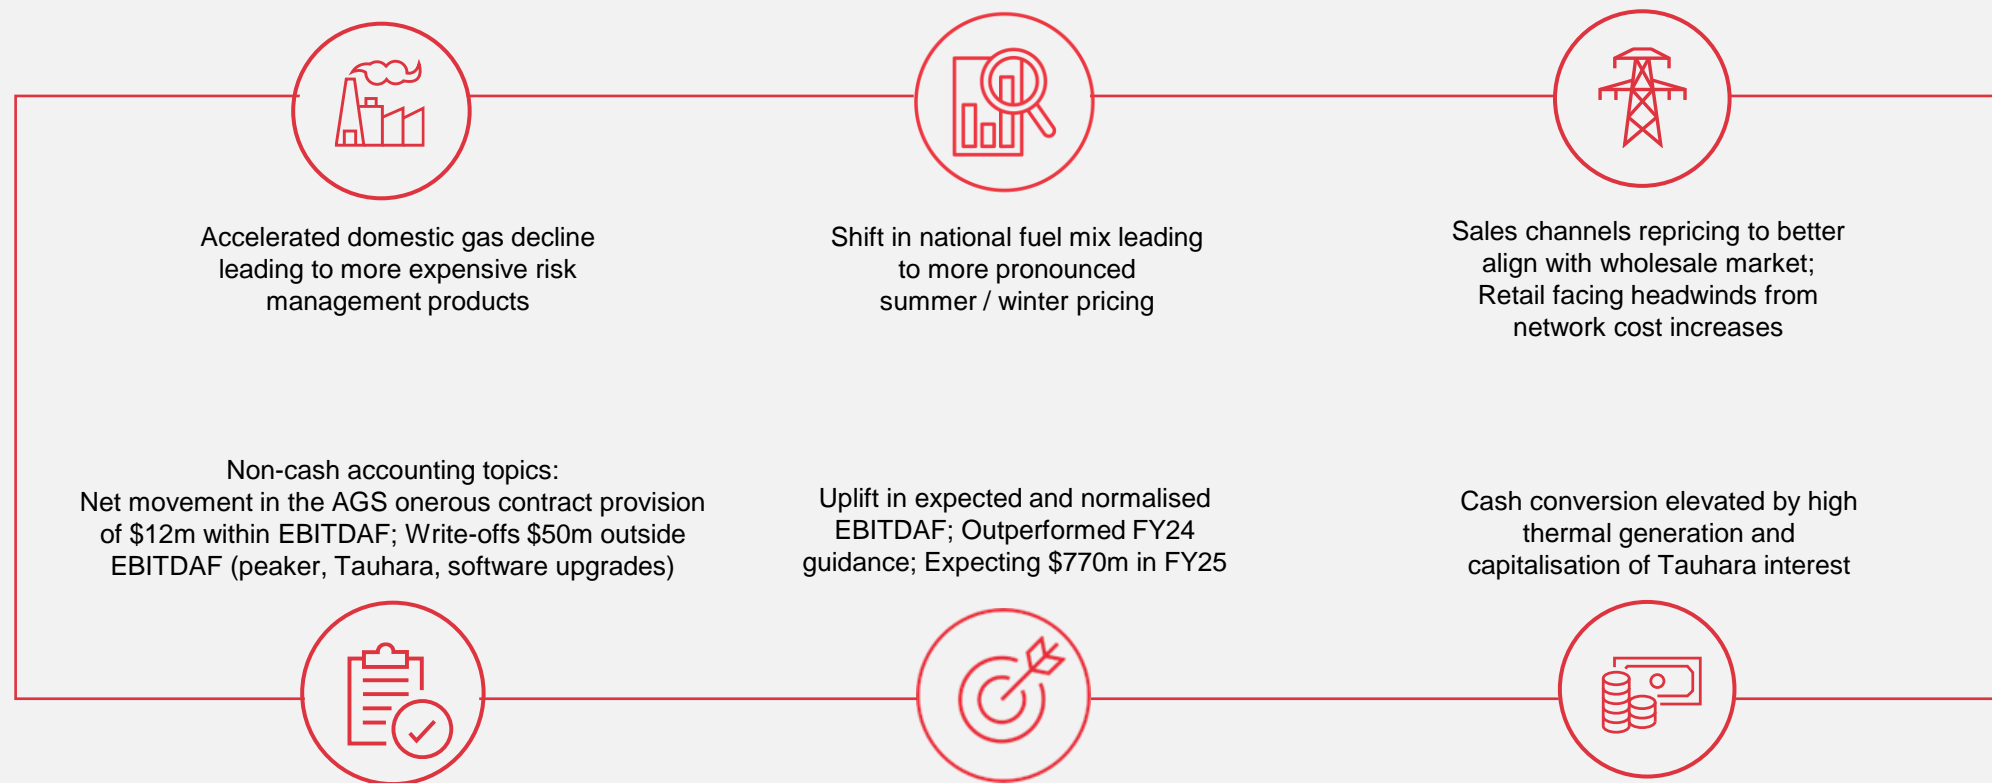 Accelerated domestic gas decline
leading to more expensive risk
management products
Shift in national fuel mix leading
to more pronounced
summer / winter pricing
Sales channels repricing to better
align with wholesale market;
Retail facing headwinds from
network cost increases
Non-cash accounting topics:
Net movement in the AGS onerous contract provision
of $12m within EBITDAF; Write-offs $50m outside
EBITDAF (peaker, Tauhara, software upgrades)
Uplift in expected and normalised
EBITDAF; Outperformed FY24
guidance; Expecting $770m in FY25
Cash conversion elevated by high
thermal generation and
capitalisation of Tauhara interest